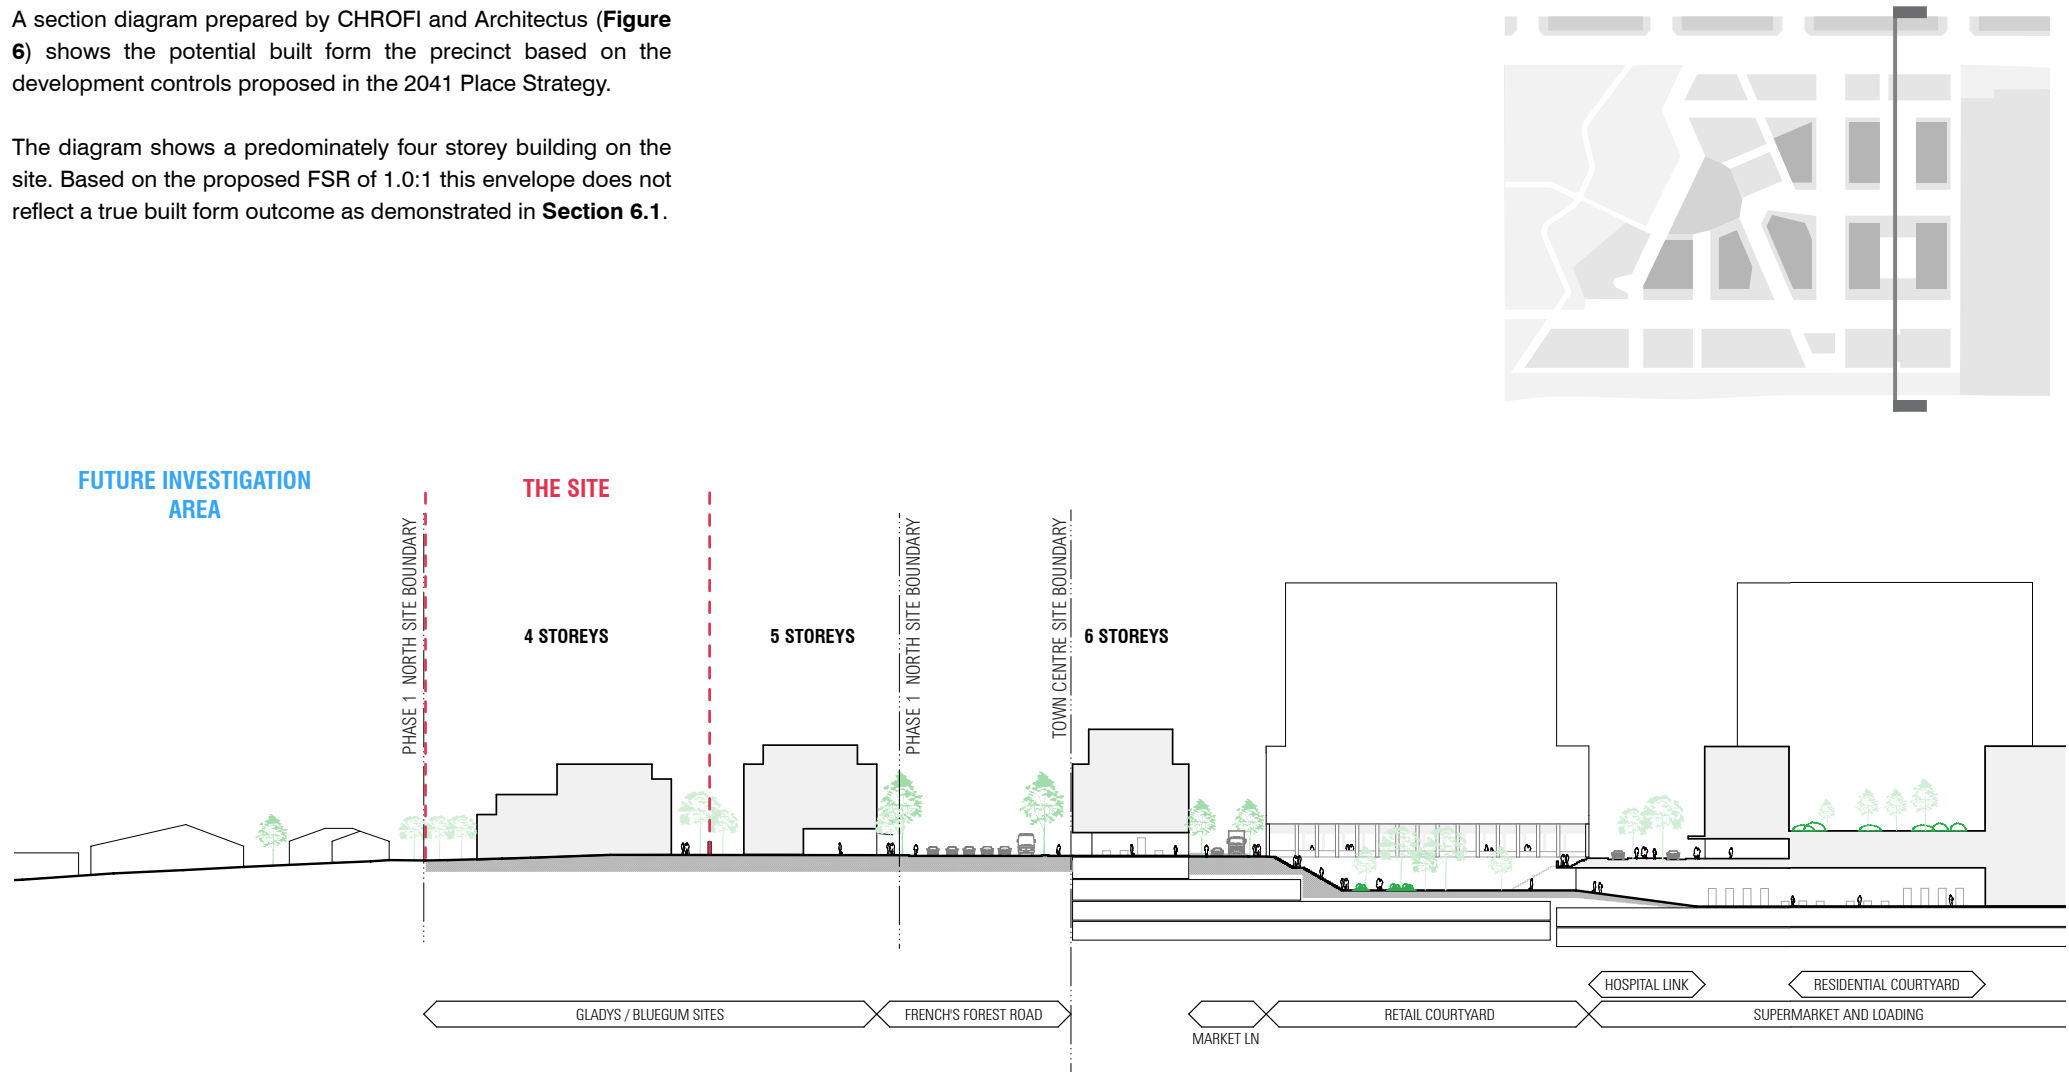 A section diagram prepared by CHROFI and Architectus (Figure
6) shows the potential built form the precinct based on the
development controls proposed in the 2041 Place Strategy.
The diagram shows a predominately four storey building on the
site. Based on the proposed FSR of 1.0:1 this envelope does not
reflect a true built form outcome as demonstrated in Section 6.1.
FUTURE INVESTIGATION
AREA
THE SITE
PHASE 1 NORTH SITE BOUNDARY
4 STOREYS
5 STOREYS
PHASE 1 NORTH SITE BOUNDARY
TOWN CENTRE SITE BOUNDARY
6 STOREYS
HOSPITAL LINK
RESIDENTIAL COURTYARD
GLADYS / BLUEGUM SITES
FRENCH'S FOREST ROAD
MARKET LN
RETAIL COURTYARD
SUPERMARKET AND LOADING